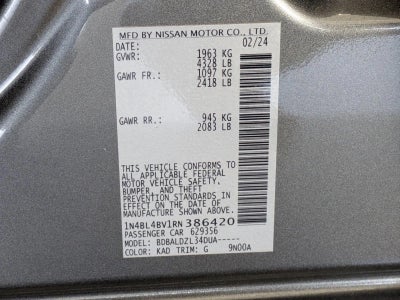 MFD BY NISSAN MOTOR CO., LTD.
DATE: 02/24
GVWR: 1963 KG
4328 LB
GAWR FR.: 1097 KG
2418 LB
GAWR RR.: 945 KG
2083 LB
THIS VEHICLE CONFORMS TO
ALL APPLICABLE FEDERAL
MOTOR VEHICLE SAFETY,
BUMPER, AND THEFT
PREVENTION STANDARDS IN
EFFECT ON THE DATE OF
MANUFACTURE SHOWN ABOVE.
1N4BL4BV1RN386420
PASSENGER CAR 629356
MODEL: BDBALDZL34DUA-----
COLOR: KAD TRIM: G 9N00A